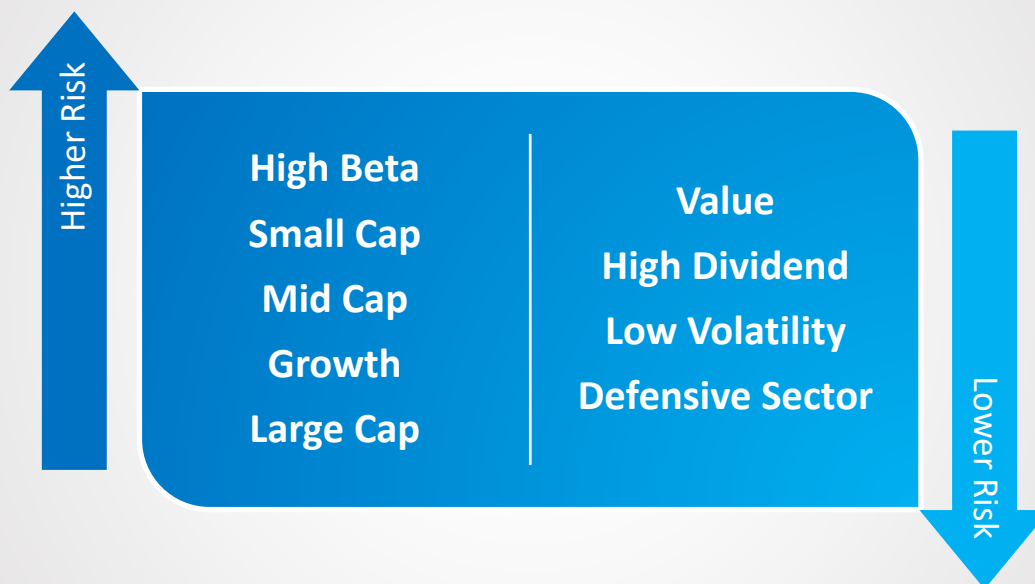 Higher Risk
High Beta
Small Cap
Mid Cap
Growth
Large Cap
Value
High Dividend
Low Volatility
Defensive Sector
Lower Risk